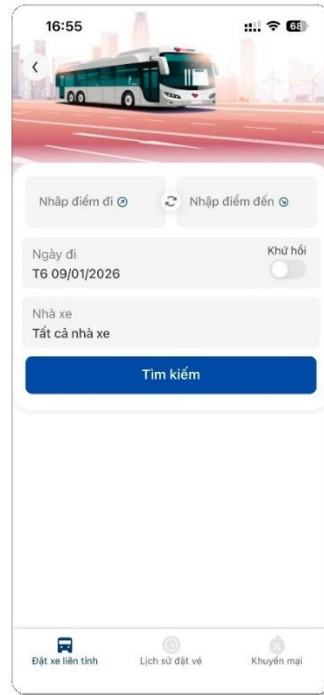 16:55
68
Nhập điểm đi
Nhập điểm đến
Ngày đi
Khứ hồi
T6 09/01/2026
Nhà xe
Tất cả nhà xe
Tìm kiếm
Đặt xe liên tỉnh
Lịch sử đặt vé
Khuyến mại